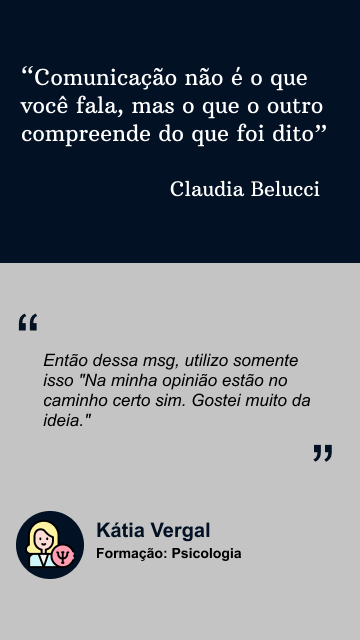 “Comunicação não é o que
você fala, mas o que o outro
compreende do que foi dito”
Claudia Belucci
“
Então dessa msg, utilizo somente
isso "Na minha opinião estão no
caminho certo sim. Gostei muito da
ideia."
”
Kátia Vergal
Formação: Psicologia